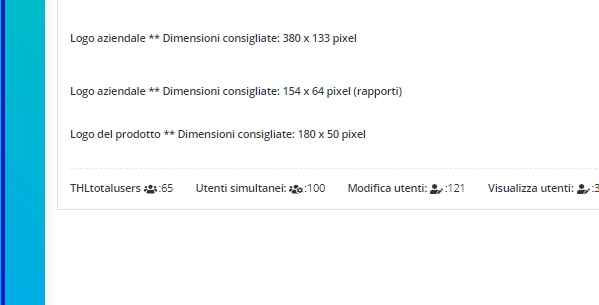 Logo aziendale ** Dimensioni consigliate: 380 x 133 pixel
Logo aziendale ** Dimensioni consigliate: 154 x 64 pixel (rapporti)
Logo del prodotto ** Dimensioni consigliate: 180 x 50 pixel
THLtotalusers :65 Utenti simultanei: :100 Modifica utenti: :121 Visualizza utenti: :3